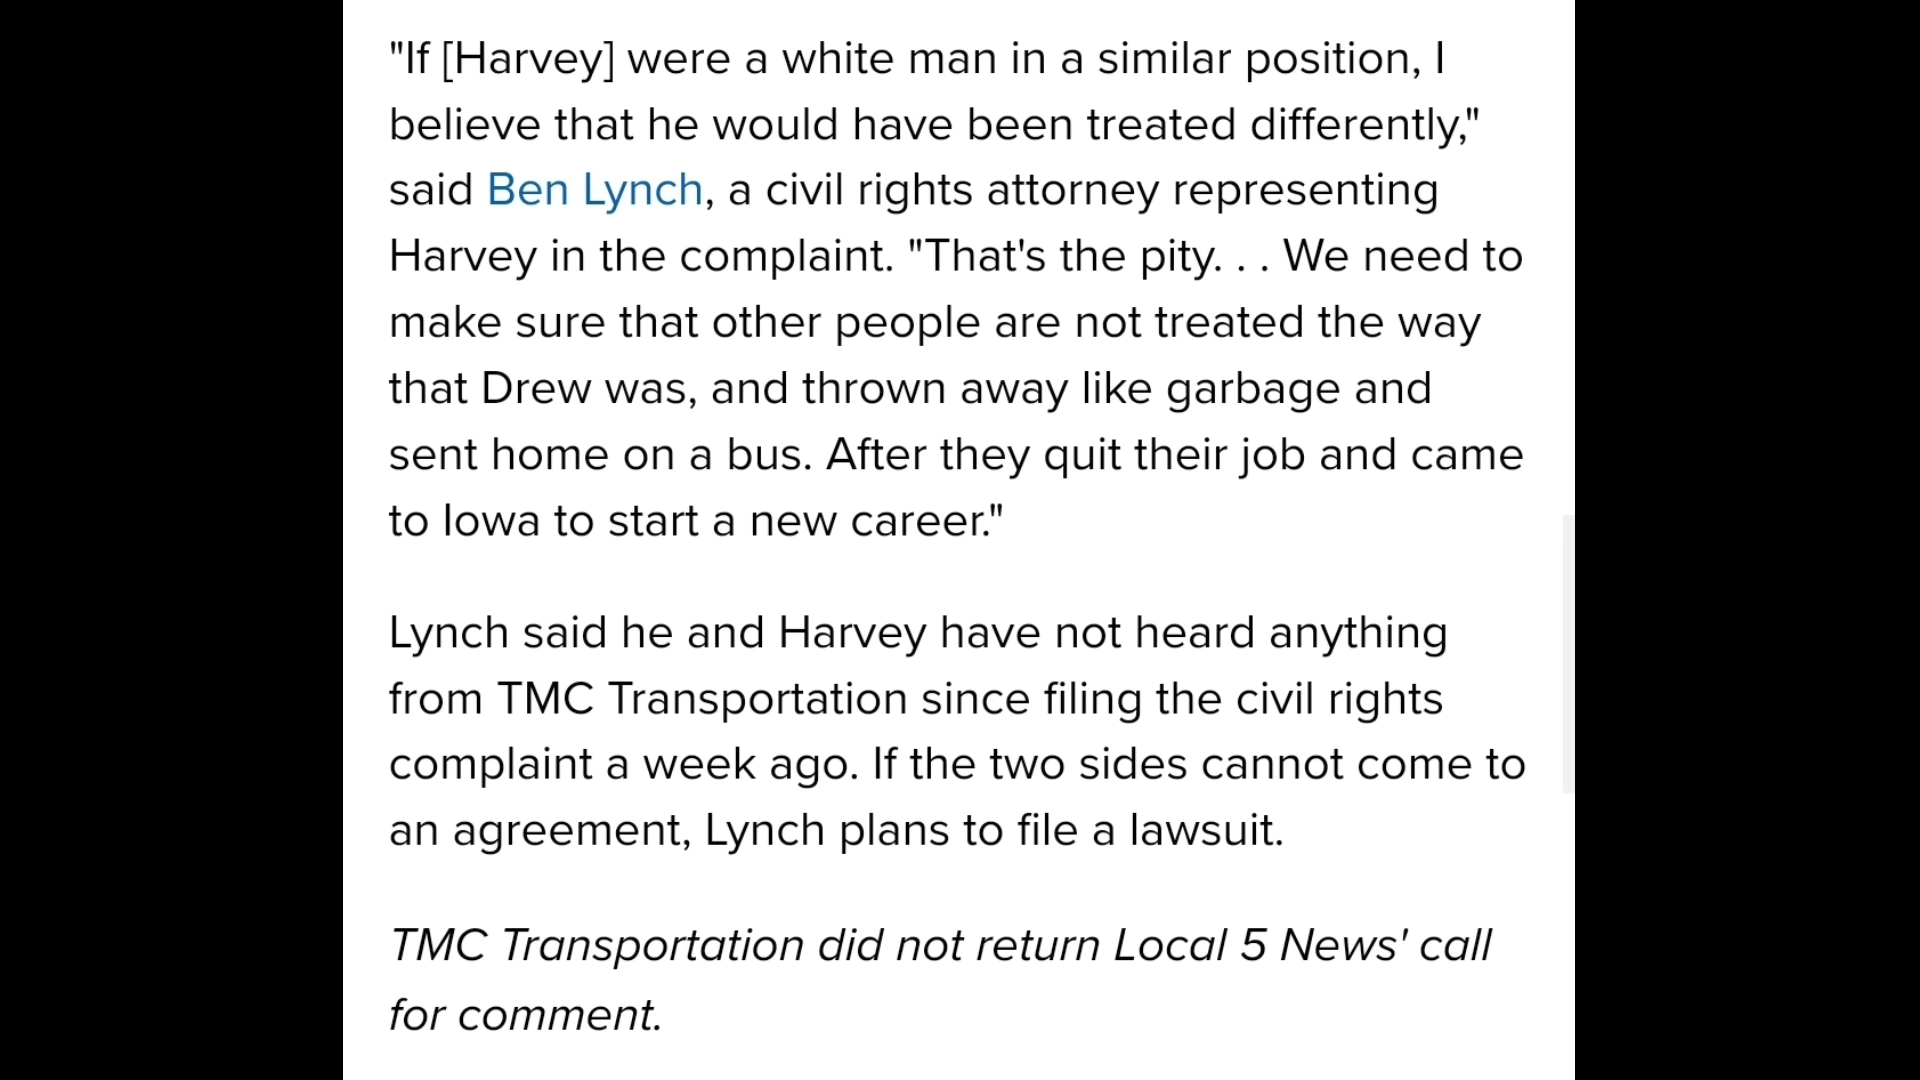 "If [Harvey] were a white man in a similar position, I
believe that he would have been treated differently,"
said Ben Lynch, a civil rights attorney representing
Harvey in the complaint. "That's the pity. . . We need to
make sure that other people are not treated the way
that Drew was, and thrown away like garbage and
sent home on a bus. After they quit their job and came
to Iowa to start a new career."
Lynch said he and Harvey have not heard anything
from TMC Transportation since filing the civil rights
complaint a week ago. If the two sides cannot come to
an agreement, Lynch plans to file a lawsuit.
TMC Transportation did not return Local 5 News' call
for comment.